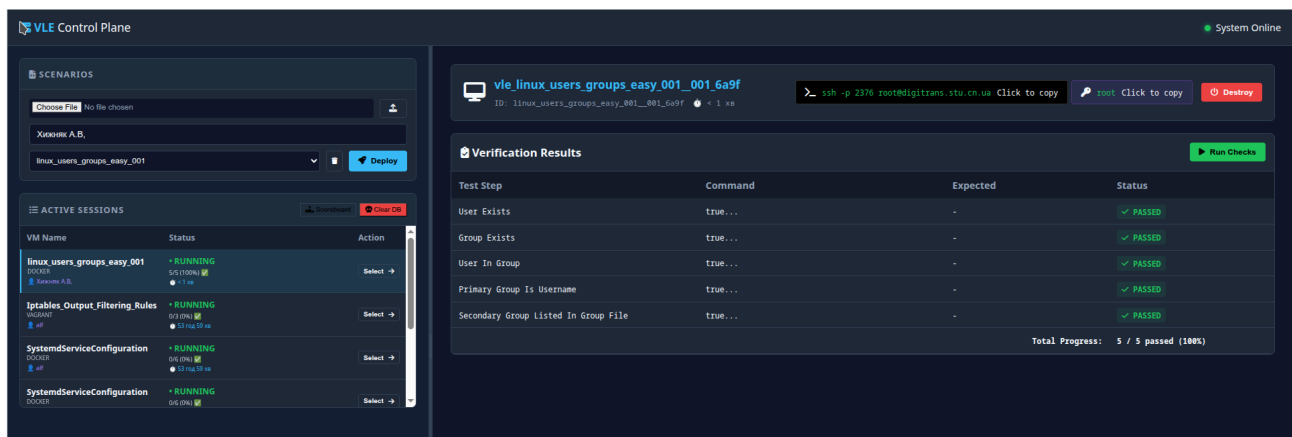 VLE Control Plane
System Online
SCENARIOS
Choose File No file chosen
Хижняк А.В,
linux_users_groups_easy_001
Deploy
ACTIVE SESSIONS
Scoreboard
Clear DB
VM Name Status Action
linux_users_groups_easy_001 • RUNNING
DOCKER 5/5 (100%) ✅ Select →
Хижняк А.В, < 1 хв
Iptables_Output_Filtering_Rules • RUNNING
VAGRANT 0/3 (0%) ✅ Select →
alf 53 год 59 хв
SystemdServiceConfiguration • RUNNING
DOCKER 0/6 (0%) ✅ Select →
alf 53 год 59 хв
SystemdServiceConfiguration • RUNNING
DOCKER 0/6 (0%) ✅ Select →
vle_linux_users_groups_easy_001__001_6a9f
ID: linux_users_groups_easy_001__001_6a9f < 1 хв
ssh -p 2376 root@digitrans.stu.cn.ua Click to copy
root Click to copy
Destroy
Verification Results
Run Checks
Test Step Command Expected Status
User Exists true... - ✓ PASSED
Group Exists true... - ✓ PASSED
User In Group true... - ✓ PASSED
Primary Group Is Username true... - ✓ PASSED
Secondary Group Listed In Group File true... - ✓ PASSED
Total Progress: 5 / 5 passed (100%)